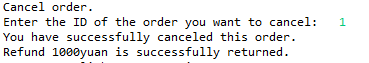 Cancel order.
Enter the ID of the order you want to cancel:   1
You have successfully canceled this order.
Refund 1000yuan is successfully returned.